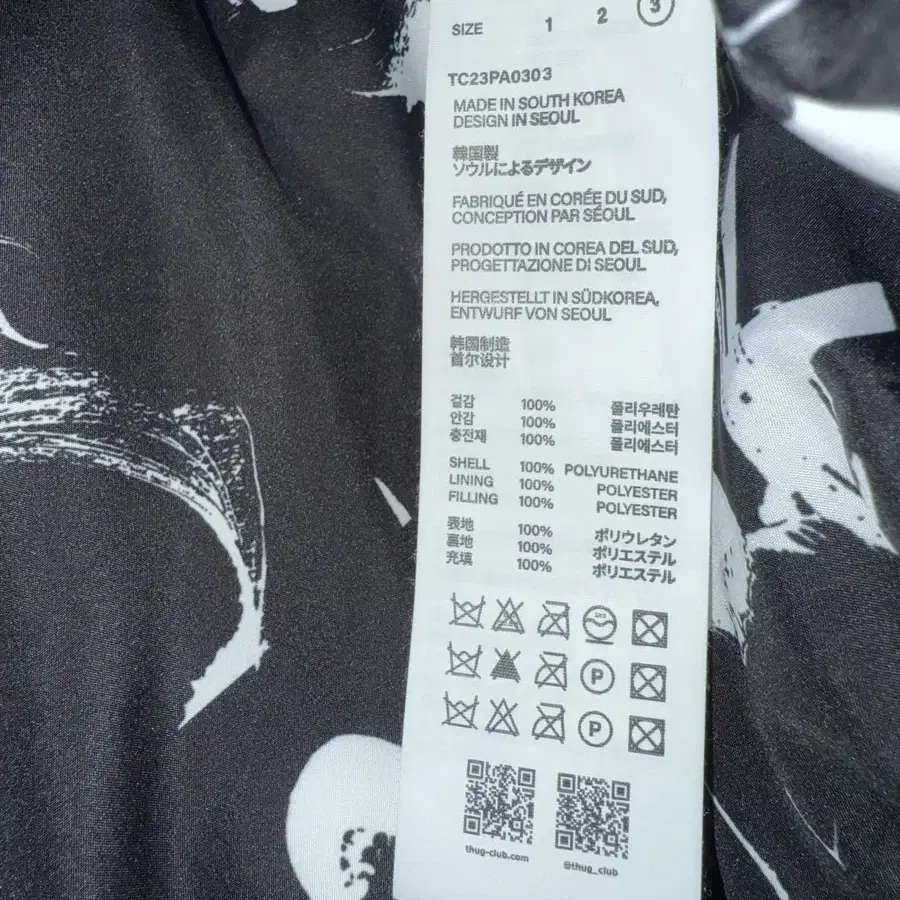 SIZE 1 2 3
TC23PA0303
MADE IN SOUTH KOREA
DESIGN IN SEOUL
韓国製
ソウルによるデザイン
FABRIQUÉ EN CORÉE DU SUD,
CONCEPTION PAR SÉOUL
PRODOTTO IN COREA DEL SUD,
PROGETTAZIONE DI SEOUL
HERGESTELLT IN SÜDKOREA,
ENTWURF VON SEOUL
韩国制造
首尔设计
겉감 100% 폴리우레탄
안감 100% 폴리에스터
충전재 100% 폴리에스터
SHELL 100% POLYURETHANE
LINING 100% POLYESTER
FILLING 100% POLYESTER
表地 100% ポリウレタン
裏地 100% ポリエステル
充填 100% ポリエステル
P
P
thug-club.com
@thug_club